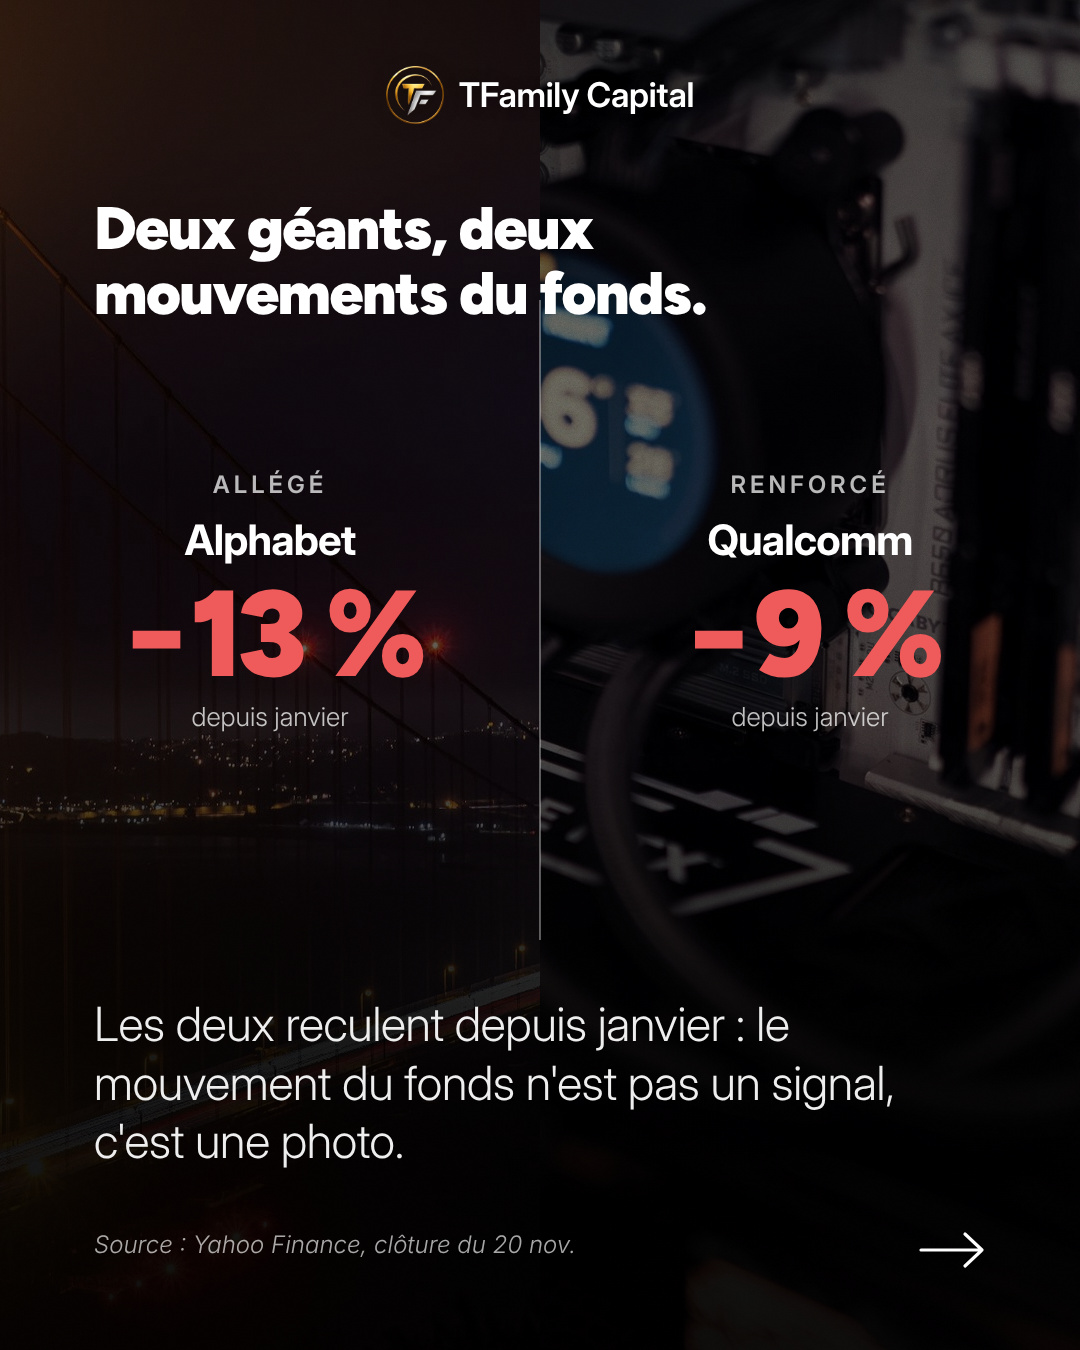 TF TFamily Capital
Deux géants, deux
mouvements du fonds.
ALLÉGÉ
Alphabet
-13 %
depuis janvier
RENFORCÉ
Qualcomm
-9 %
depuis janvier
Les deux reculent depuis janvier : le
mouvement du fonds n'est pas un signal,
c'est une photo.
Source : Yahoo Finance, clôture du 20 nov.